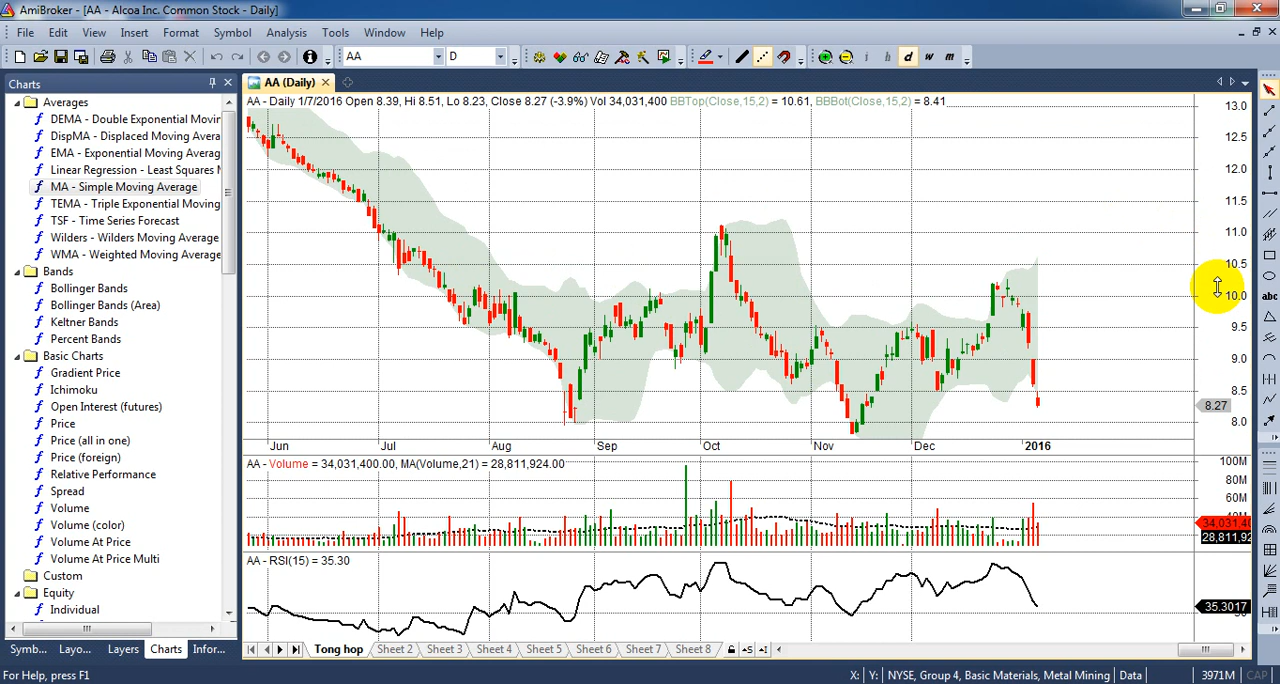 AmiBroker - [AA - Alcoa Inc. Common Stock - Daily]
File Edit View Insert Format Symbol Analysis Tools Window Help
AA D i h d w m
Charts
AA (Daily)
Averages
DEMA - Double Exponential Movin
DispMA - Displaced Moving Avera
EMA - Exponential Moving Averag
Linear Regression - Least Squares M
MA - Simple Moving Average
TEMA - Triple Exponential Moving
TSF - Time Series Forecast
Wilders - Wilders Moving Average
WMA - Weighted Moving Average
Bands
Bollinger Bands
Bollinger Bands (Area)
Keltner Bands
Percent Bands
Basic Charts
Gradient Price
Ichimoku
Open Interest (futures)
Price
Price (all in one)
Price (foreign)
Relative Performance
Spread
Volume
Volume (color)
Volume At Price
Volume At Price Multi
Custom
Equity
Individual
Symb... Layo... Layers Charts Infor...
AA - Daily 1/7/2016 Open 8.39, Hi 8.51, Lo 8.23, Close 8.27 (-3.9%) Vol 34,031,400 BBTop(Close,15,2) = 10.61, BBBot(Close,15,2) = 8.41
13.0
12.5
12.0
11.5
11.0
10.5
10.0
9.5
9.0
8.5
8.27
8.0
Jun Jul Aug Sep Oct Nov Dec 2016
AA - Volume = 34,031,400.00, MA(Volume,21) = 28,811,924.00
100M
80M
60M
34,031,40
28,811,92
AA - RSI(15) = 35.30
35.3017
Tong hop Sheet 2 Sheet 3 Sheet 4 Sheet 5 Sheet 6 Sheet 7 Sheet 8
abc
For Help, press F1
X: Y: NYSE, Group 4, Basic Materials, Metal Mining Data 3971M CAP